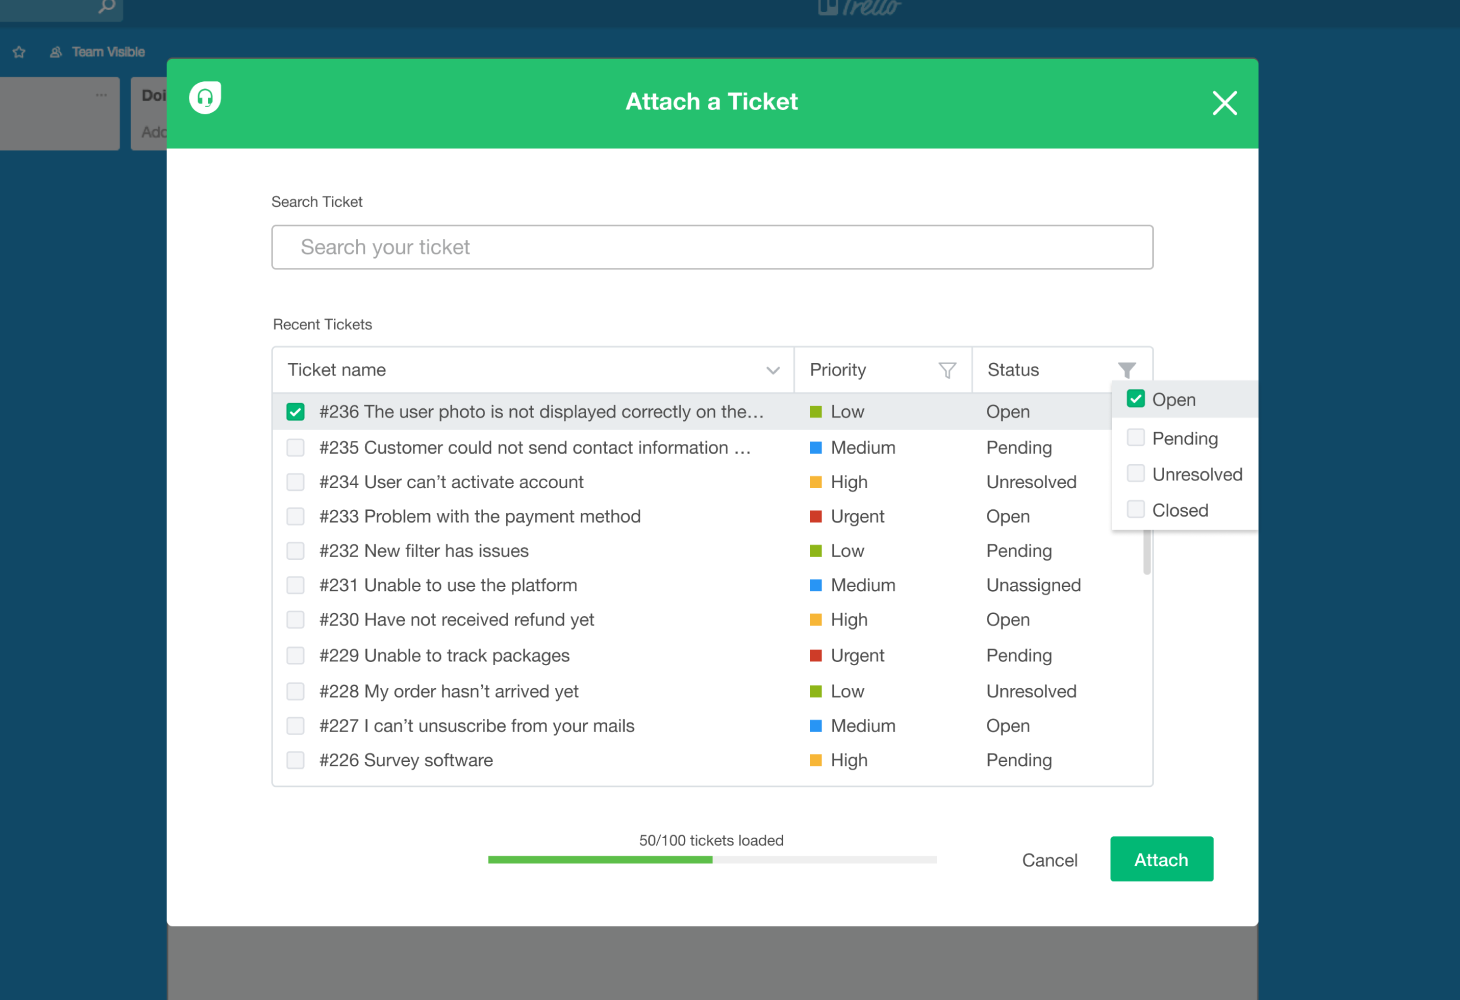 Trello
Team Visible
...
Doi
Add
Attach a Ticket
Search Ticket
Search your ticket
Recent Tickets
Ticket name Priority Status
#236 The user photo is not displayed correctly on the... Low Open
#235 Customer could not send contact information ... Medium Pending
#234 User can’t activate account High Unresolved
#233 Problem with the payment method Urgent Open
#232 New filter has issues Low Pending
#231 Unable to use the platform Medium Unassigned
#230 Have not received refund yet High Open
#229 Unable to track packages Urgent Pending
#228 My order hasn’t arrived yet Low Unresolved
#227 I can’t unsuscribe from your mails Medium Open
#226 Survey software High Pending
Open
Pending
Unresolved
Closed
50/100 tickets loaded
Cancel
Attach